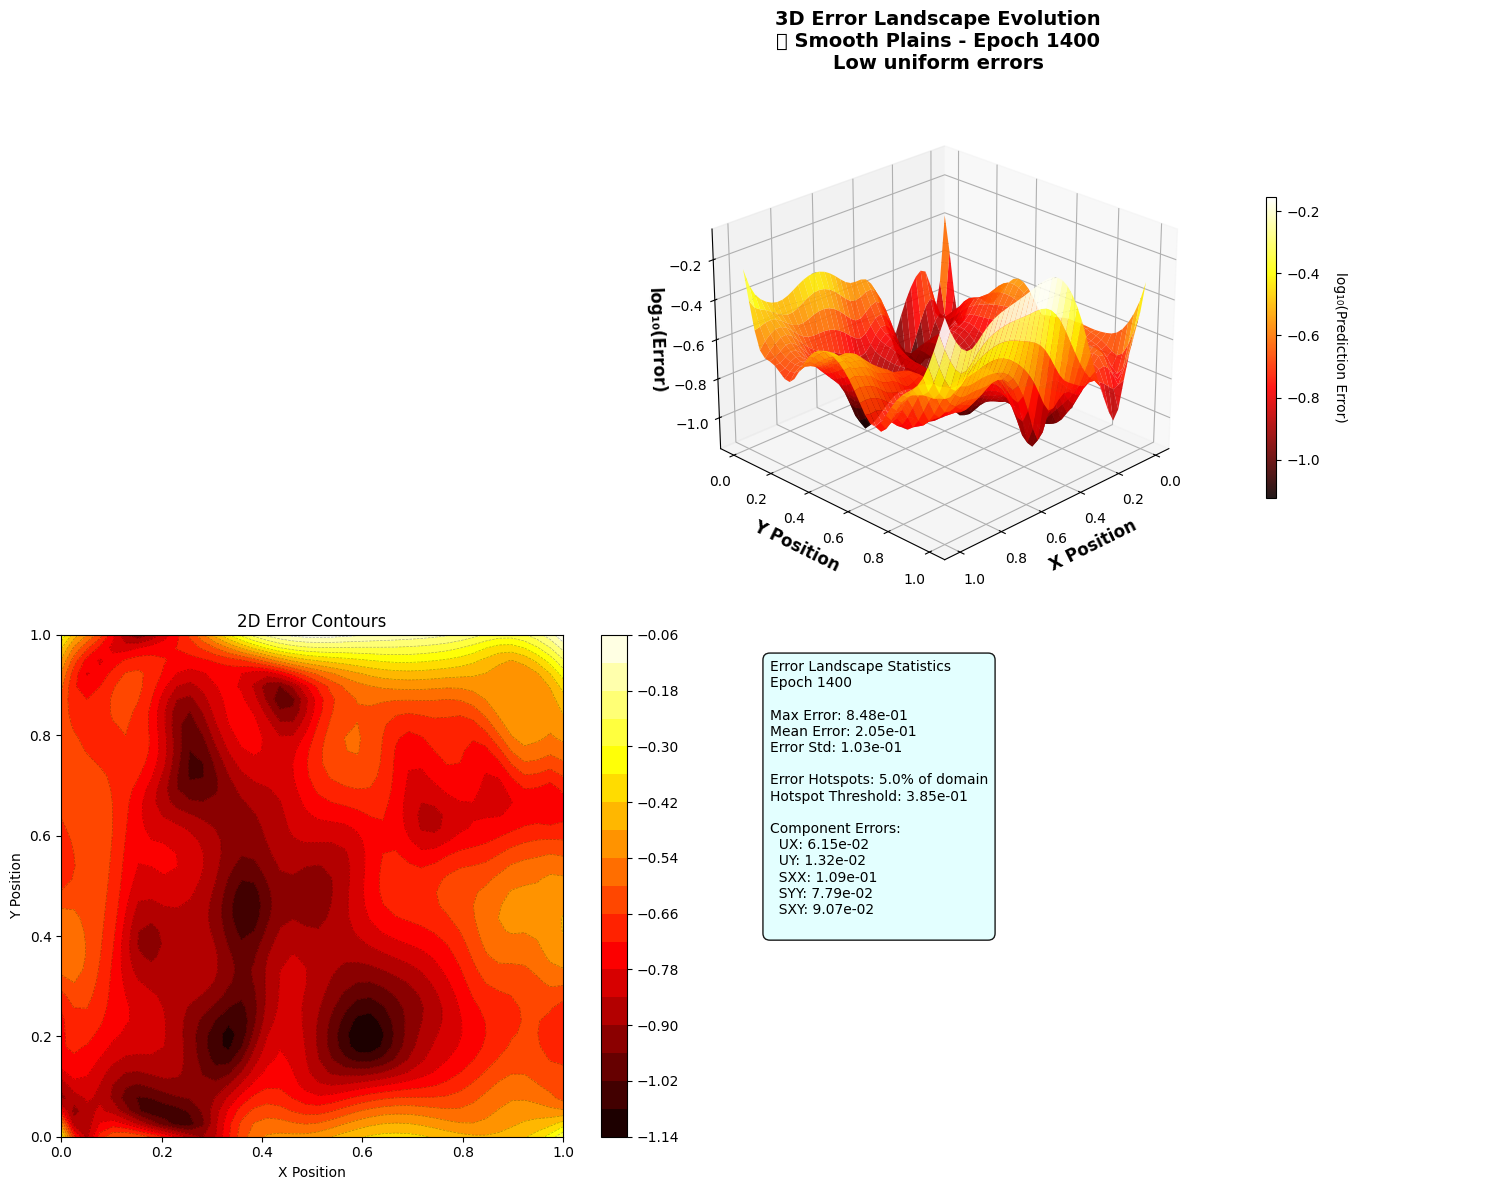 3D Error Landscape Evolution
Smooth Plains - Epoch 1400
Low uniform errors
log₁₀(Error)
−0.2
−0.4
−0.6
−0.8
−1.0
0.0
0.2
0.4
0.6
0.8
1.0
Y Position
1.0
0.8
0.6
0.4
0.2
0.0
X Position
−0.2
−0.4
−0.6
−0.8
−1.0
log₁₀(Prediction Error)
2D Error Contours
1.0
0.8
0.6
0.4
0.2
0.0
Y Position
0.0
0.2
0.4
0.6
0.8
1.0
X Position
−0.06
−0.18
−0.30
−0.42
−0.54
−0.66
−0.78
−0.90
−1.02
−1.14
Error Landscape Statistics
Epoch 1400
Max Error: 8.48e-01
Mean Error: 2.05e-01
Error Std: 1.03e-01
Error Hotspots: 5.0% of domain
Hotspot Threshold: 3.85e-01
Component Errors:
UX: 6.15e-02
UY: 1.32e-02
SXX: 1.09e-01
SYY: 7.79e-02
SXY: 9.07e-02